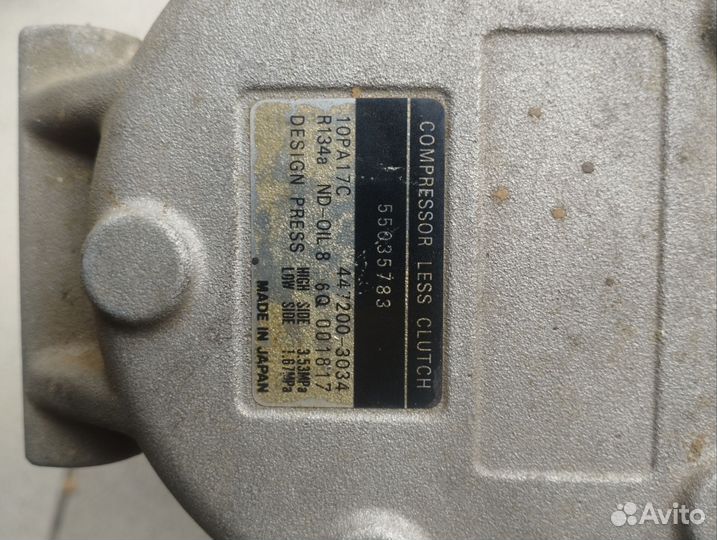 COMPRESSOR LESS CLUTCH
55035783
10PA17C 447200-3034
R134a ND-OIL 8 6Q 001817
DESIGN PRESS HIGH SIDE 3.53MPa
LOW SIDE 1.67MPa
MADE IN JAPAN
Avito